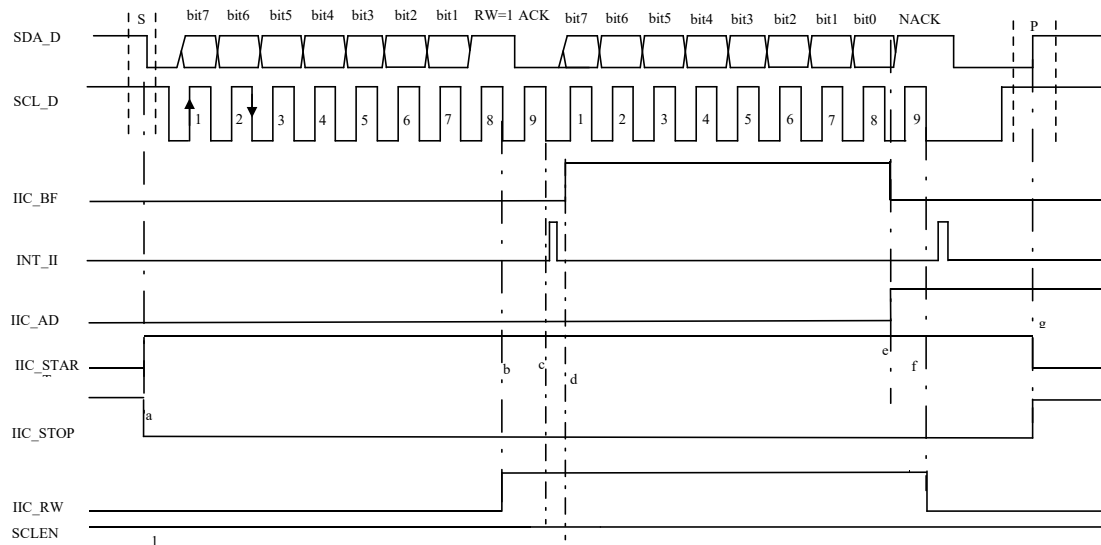 S bit7 bit6 bit5 bit4 bit3 bit2 bit1 RW=1 ACK bit7 bit6 bit5 bit4 bit3 bit2 bit1 bit0 NACK P
SDA_D
SCL_D
1 2 3 4 5 6 7 8 9 1 2 3 4 5 6 7 8 9
IIC_BF
INT_II
IIC_AD
g
IIC_STAR
b c d e f
a
IIC_STOP
IIC_RW
SCLEN
1